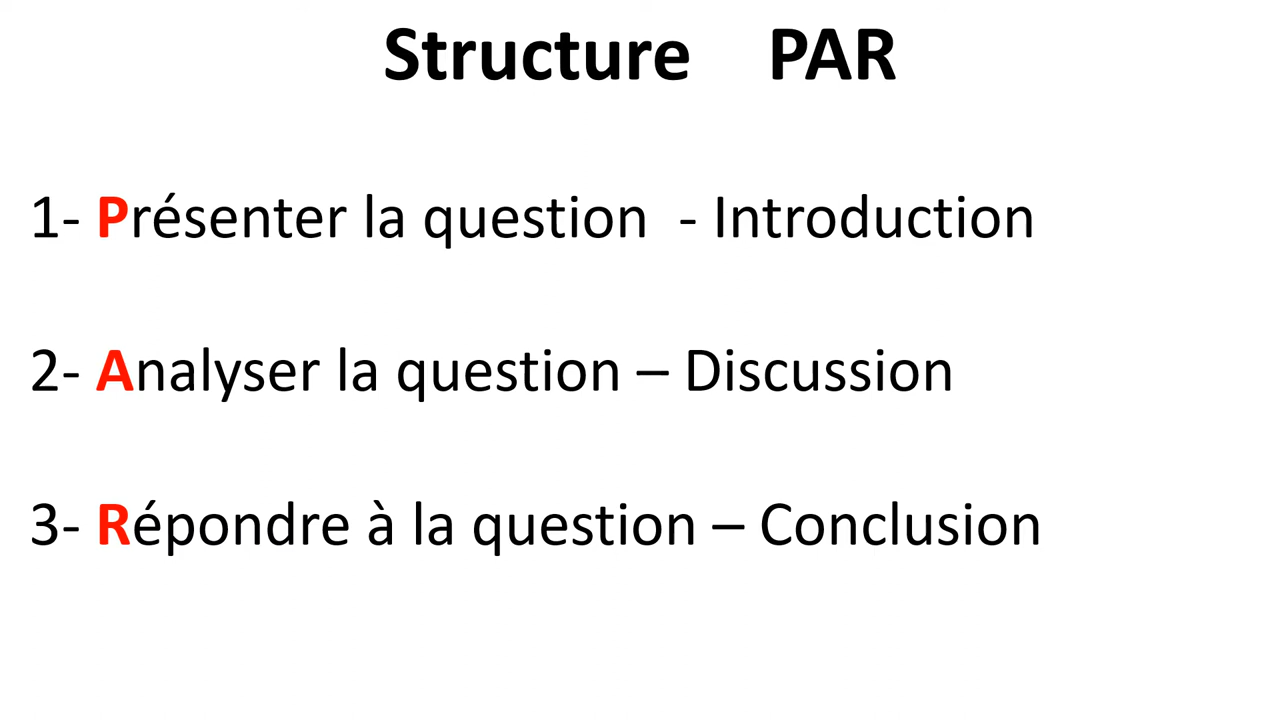 Structure PAR
1- Présenter la question - Introduction
2- Analyser la question – Discussion
3- Répondre à la question – Conclusion